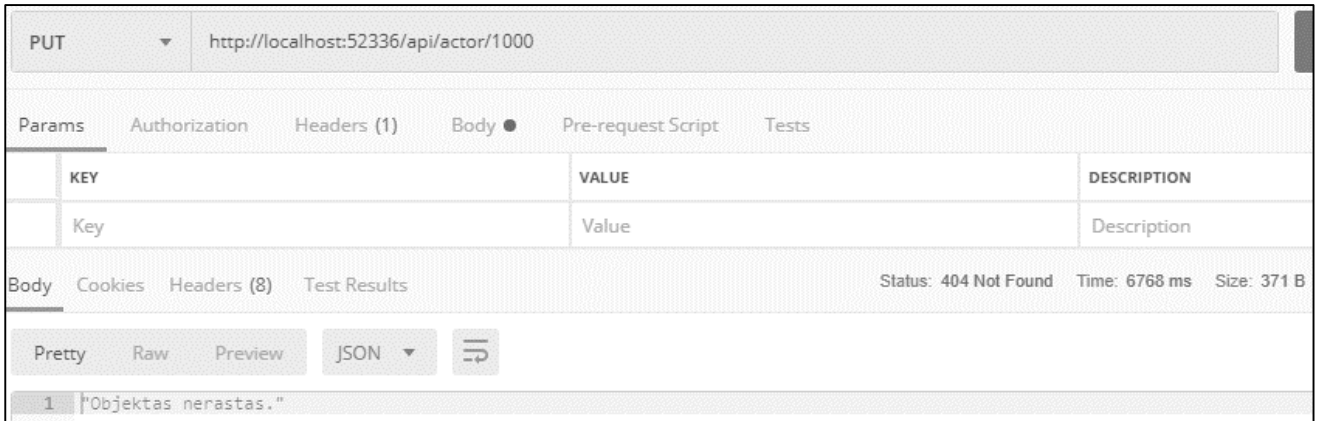 PUT http://localhost:52336/api/actor/1000
Params Authorization Headers (1) Body Pre-request Script Tests
KEY VALUE DESCRIPTION
Key Value Description
Body Cookies Headers (8) Test Results Status: 404 Not Found Time: 6768 ms Size: 371 B
Pretty Raw Preview JSON
1 "Objektas nerastas."